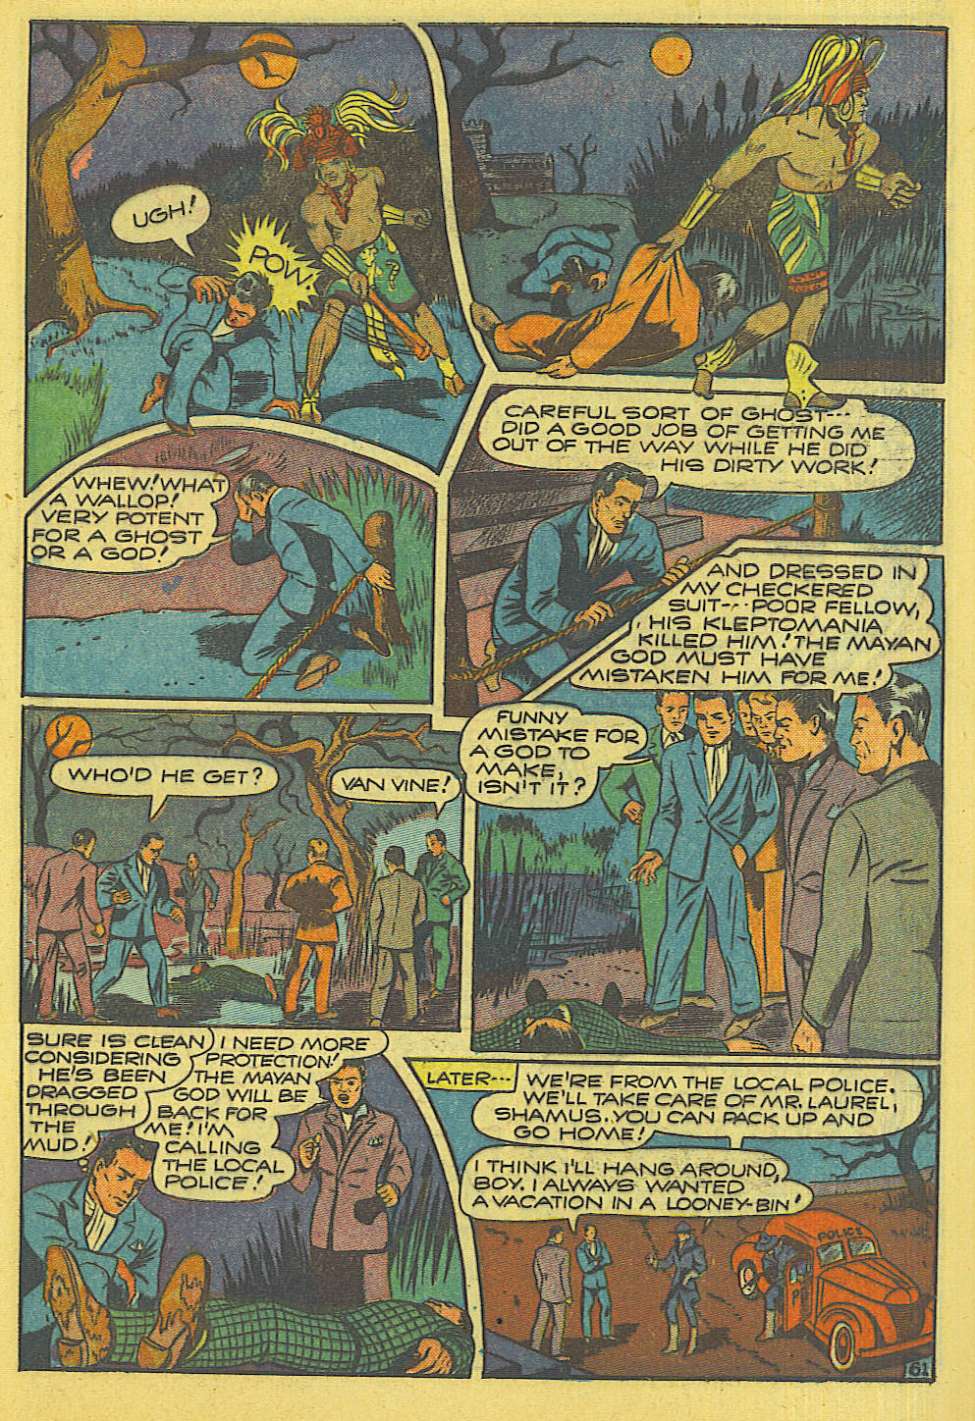 UGH!
POW!
WHEW! WHAT
A WALLOP!
VERY POTENT
FOR A GHOST
OR A GOD!
CAREFUL SORT OF GHOST---
DID A GOOD JOB OF GETTING ME
OUT OF THE WAY WHILE HE DID
HIS DIRTY WORK!
WHO'D HE GET?
VAN VINE!
AND DRESSED IN
MY CHECKERED
SUIT--- POOR FELLOW,
HIS KLEPTOMANIA
KILLED HIM! THE MAYAN
GOD MUST HAVE
MISTAKEN HIM FOR ME!
FUNNY
MISTAKE FOR
A GOD TO
MAKE,
ISN'T IT?
SURE IS CLEAN
CONSIDERING
HE'S BEEN
DRAGGED
THROUGH
THE
MUD!
I NEED MORE
PROTECTION!
THE MAYAN
GOD WILL BE
BACK FOR
ME! I'M
CALLING
THE LOCAL
POLICE!
LATER---
WE'RE FROM THE LOCAL POLICE.
WE'LL TAKE CARE OF MR. LAUREL,
SHAMUS. YOU CAN PACK UP AND
GO HOME!
I THINK I'LL HANG AROUND,
BOY. I ALWAYS WANTED
A VACATION IN A LOONEY-BIN!
POLICE
61